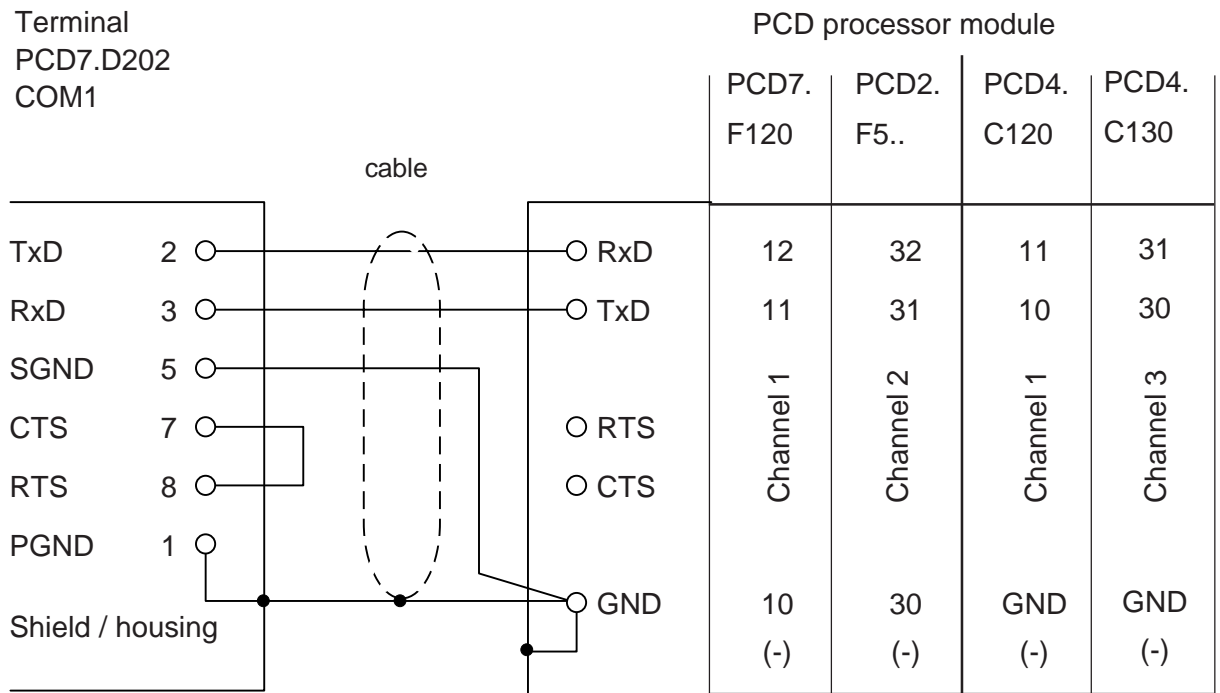 Terminal
PCD7.D202
COM1
PCD processor module
PCD7. PCD2. PCD4. PCD4.
F120 F5.. C120 C130
cable
TxD 2 RxD 12 32 11 31
RxD 3 TxD 11 31 10 30
SGND 5
CTS 7 RTS
RTS 8 CTS
Channel 1 Channel 2 Channel 1 Channel 3
PGND 1
GND 10 30 GND GND
Shield / housing
(-) (-) (-) (-)